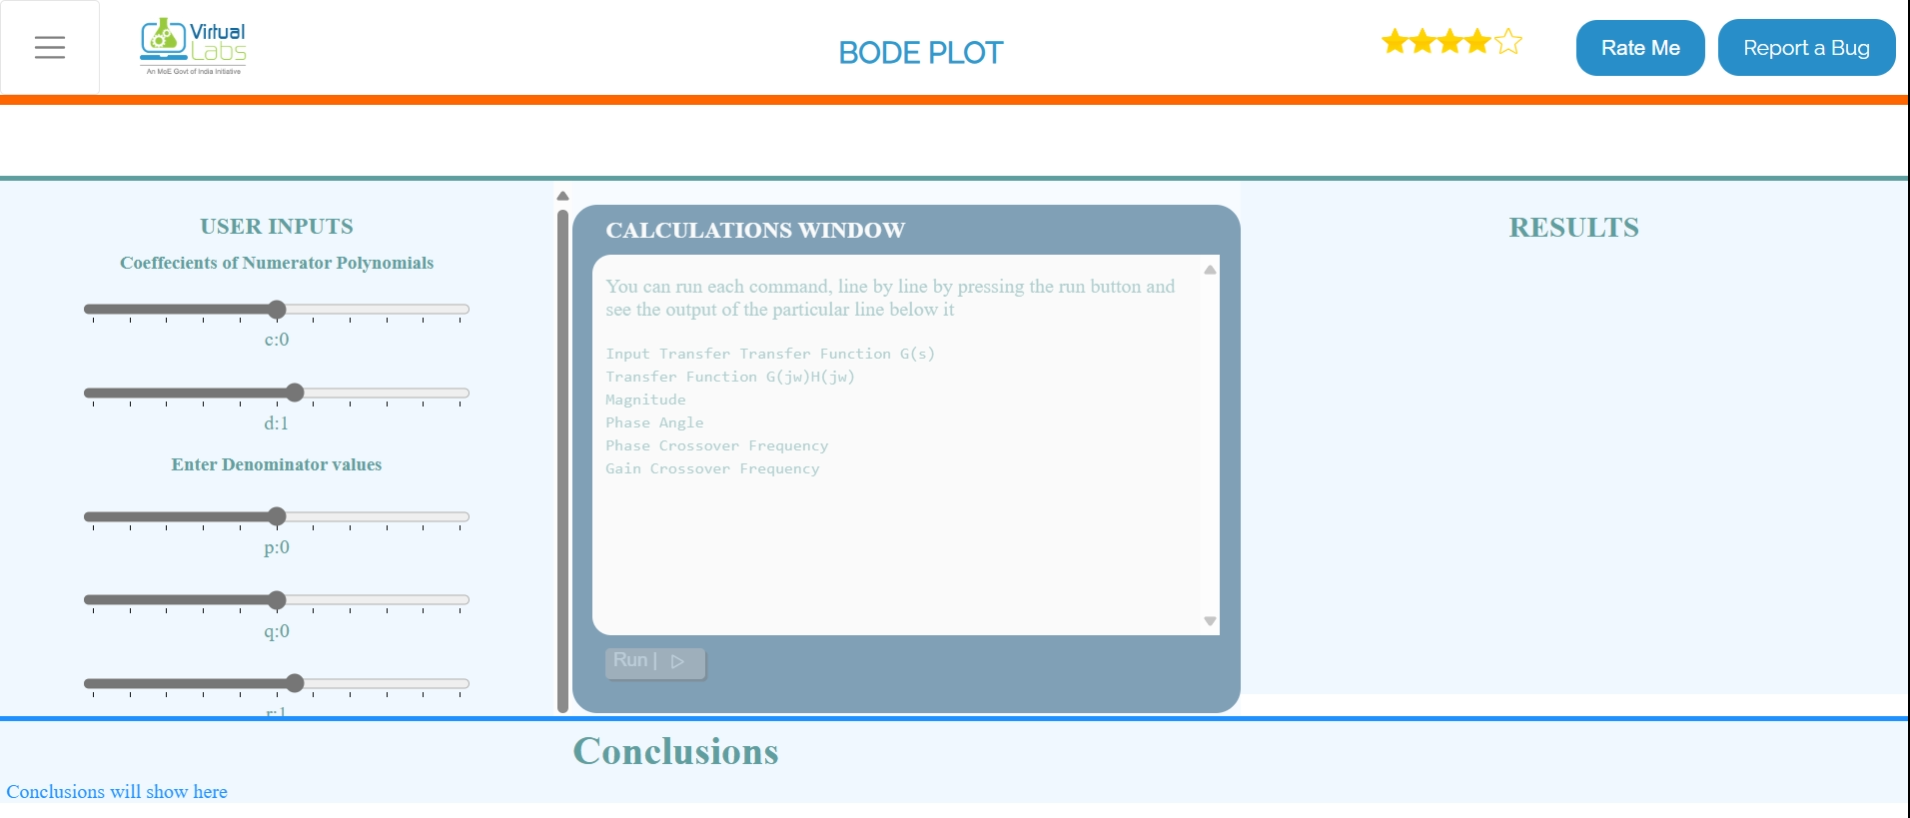 Virtual
Labs
An MoE Govt of India Initiative
BODE PLOT
Rate Me
Report a Bug
USER INPUTS
Coeffecients of Numerator Polynomials
c:0
d:1
Enter Denominator values
p:0
q:0
r:1
CALCULATIONS WINDOW
You can run each command, line by line by pressing the run button and
see the output of the particular line below it
Input Transfer Transfer Function G(s)
Transfer Function G(jw)H(jw)
Magnitude
Phase Angle
Phase Crossover Frequency
Gain Crossover Frequency
Run |
RESULTS
Conclusions
Conclusions will show here